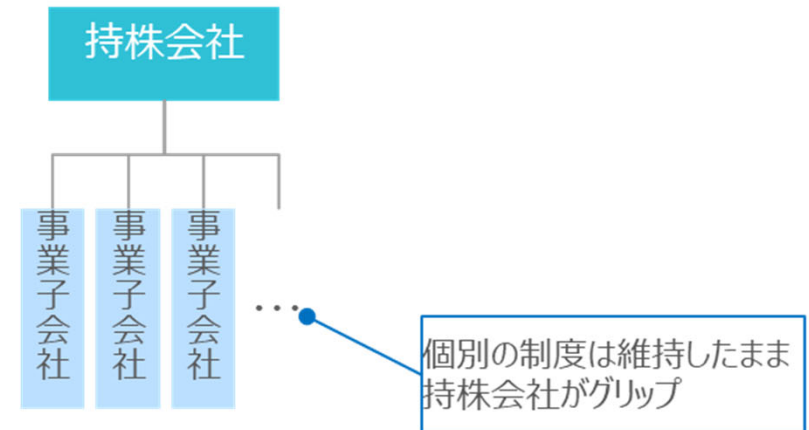 持株会社
事業子会社
事業子会社
事業子会社
…
個別の制度は維持したまま
持株会社がグリップ